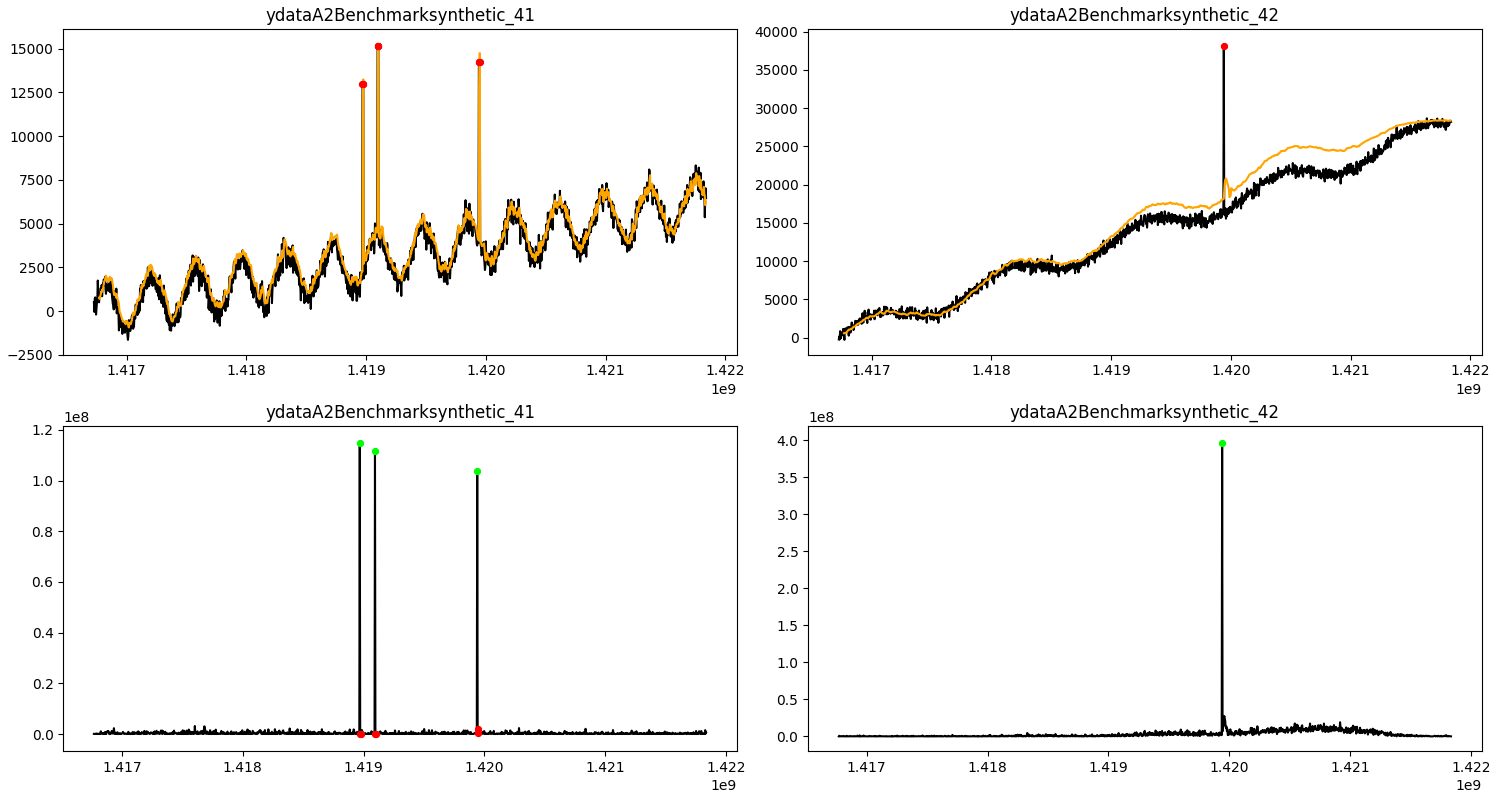 ydataA2Benchmarksynthetic_41
15000
12500
10000
7500
5000
2500
0
−2500
1.417 1.418 1.419 1.420 1.421 1.422
1e9
ydataA2Benchmarksynthetic_42
40000
35000
30000
25000
20000
15000
10000
5000
0
1.417 1.418 1.419 1.420 1.421 1.422
1e9
ydataA2Benchmarksynthetic_41
1e8
1.2
1.0
0.8
0.6
0.4
0.2
0.0
1.417 1.418 1.419 1.420 1.421 1.422
1e9
ydataA2Benchmarksynthetic_42
1e8
4.0
3.5
3.0
2.5
2.0
1.5
1.0
0.5
0.0
1.417 1.418 1.419 1.420 1.421 1.422
1e9